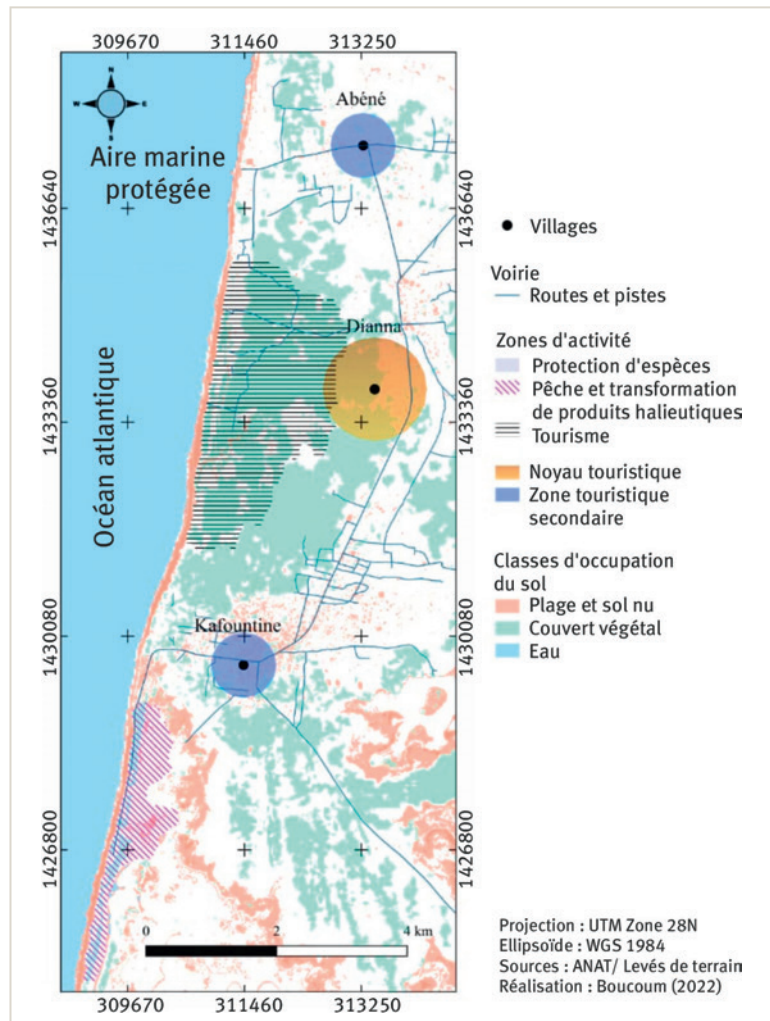 309670 311460 313250
N
W E
S
Abéné
Aire marine
protégée
1436640 1436640
Dianna
Océan atlantique
1433360 1433360
Kafountine
1430080 1430080
1426800 1426800
0 2 4 km
309670 311460 313250
Villages
Voirie
Routes et pistes
Zones d'activité
Protection d'espèces
Pêche et transformation
de produits halieutiques
Tourisme
Noyau touristique
Zone touristique
secondaire
Classes d'occupation
du sol
Plage et sol nu
Couvert végétal
Eau
Projection : UTM Zone 28N
Ellipsoïde : WGS 1984
Sources : ANAT/ Levés de terrain
Réalisation : Boucoum (2022)